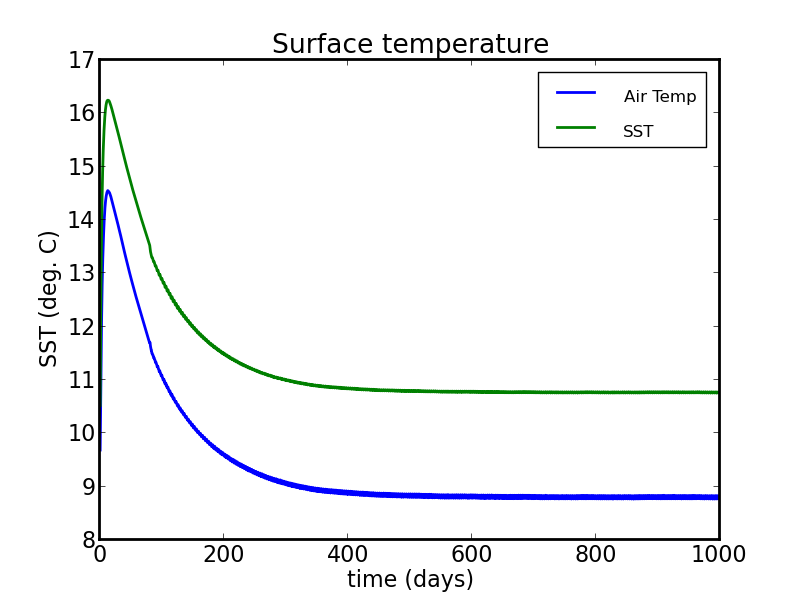 Surface temperature
17
16
15
14
13
12
11
10
9
8
SST (deg. C)
Air Temp
SST
0 200 400 600 800 1000
time (days)